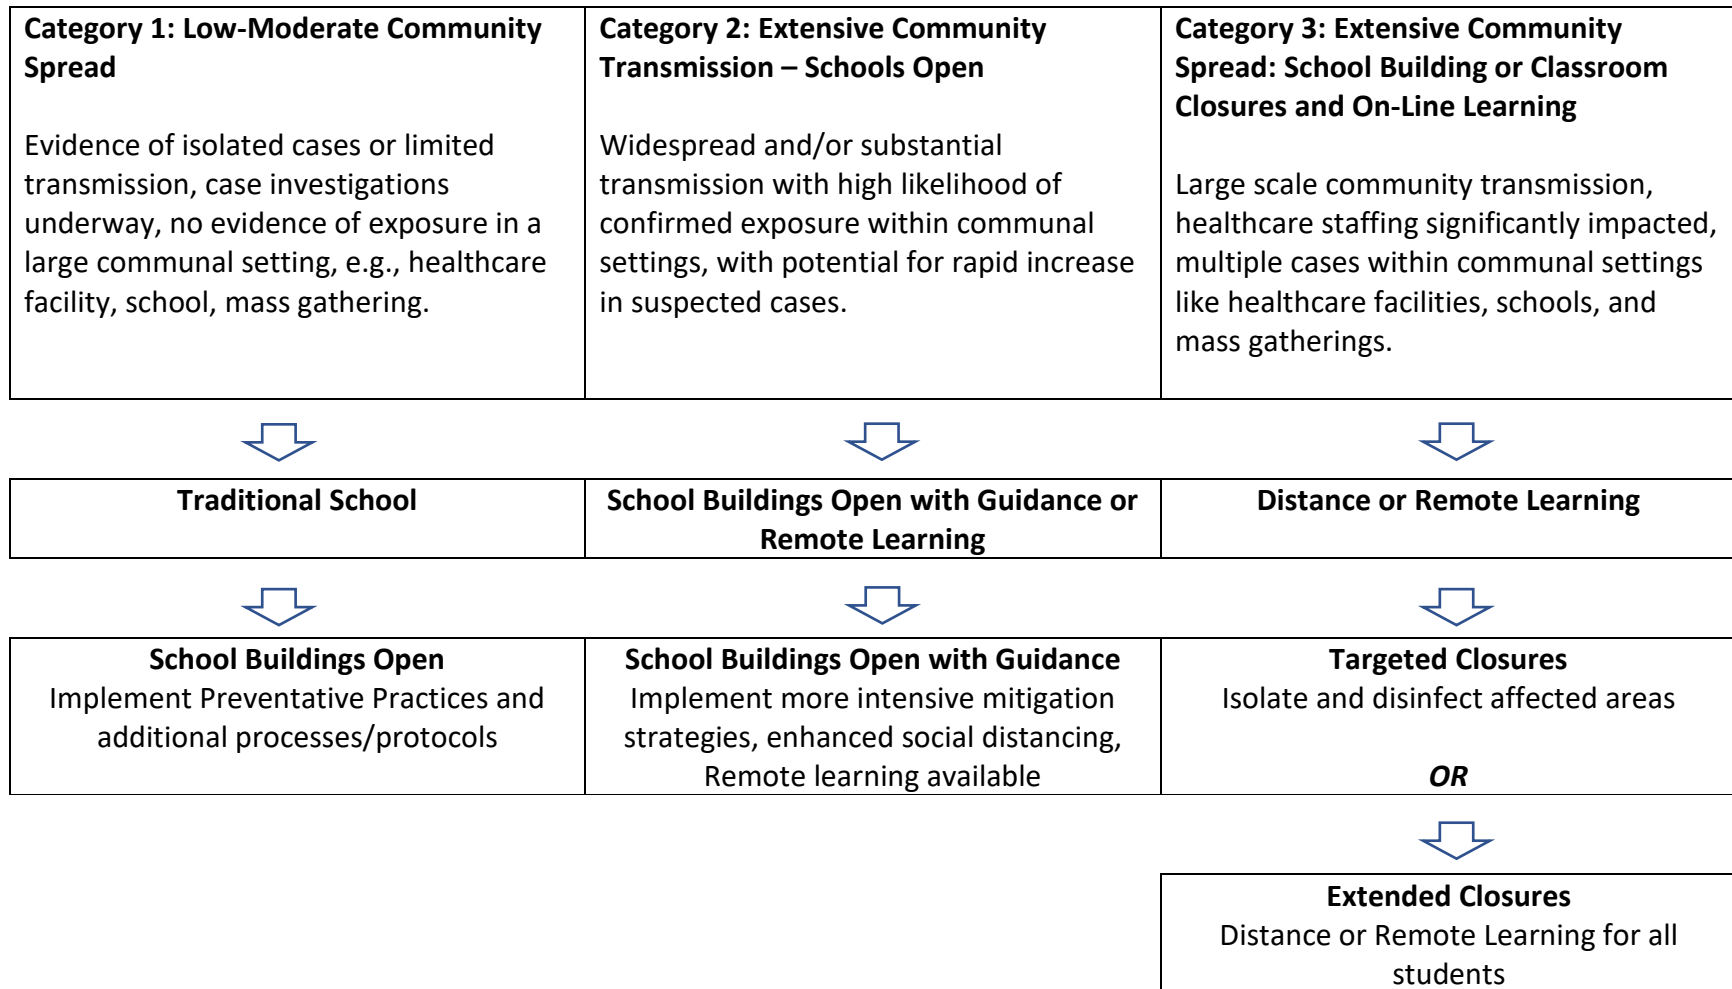 Category 1: Low-Moderate Community
Spread
Evidence of isolated cases or limited
transmission, case investigations
underway, no evidence of exposure in a
large communal setting, e.g., healthcare
facility, school, mass gathering.
Category 2: Extensive Community
Transmission – Schools Open
Widespread and/or substantial
transmission with high likelihood of
confirmed exposure within communal
settings, with potential for rapid increase
in suspected cases.
Category 3: Extensive Community
Spread: School Building or Classroom
Closures and On-Line Learning
Large scale community transmission,
healthcare staffing significantly impacted,
multiple cases within communal settings
like healthcare facilities, schools, and
mass gatherings.
Traditional School
School Buildings Open with Guidance or
Remote Learning
Distance or Remote Learning
School Buildings Open
Implement Preventative Practices and
additional processes/protocols
School Buildings Open with Guidance
Implement more intensive mitigation
strategies, enhanced social distancing,
Remote learning available
Targeted Closures
Isolate and disinfect affected areas
OR
Extended Closures
Distance or Remote Learning for all
students